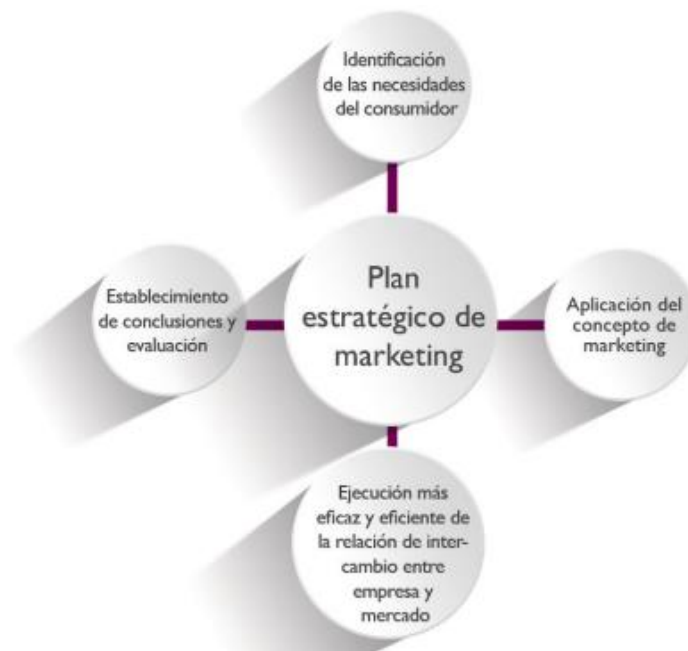 Identificación
de las necesidades
del consumidor
Establecimiento
de conclusiones y
evaluación
Plan
estratégico de
marketing
Aplicación del
concepto de
marketing
Ejecución más
eficaz y eficiente de
la relación de inter-
cambio entre
empresa y
mercado